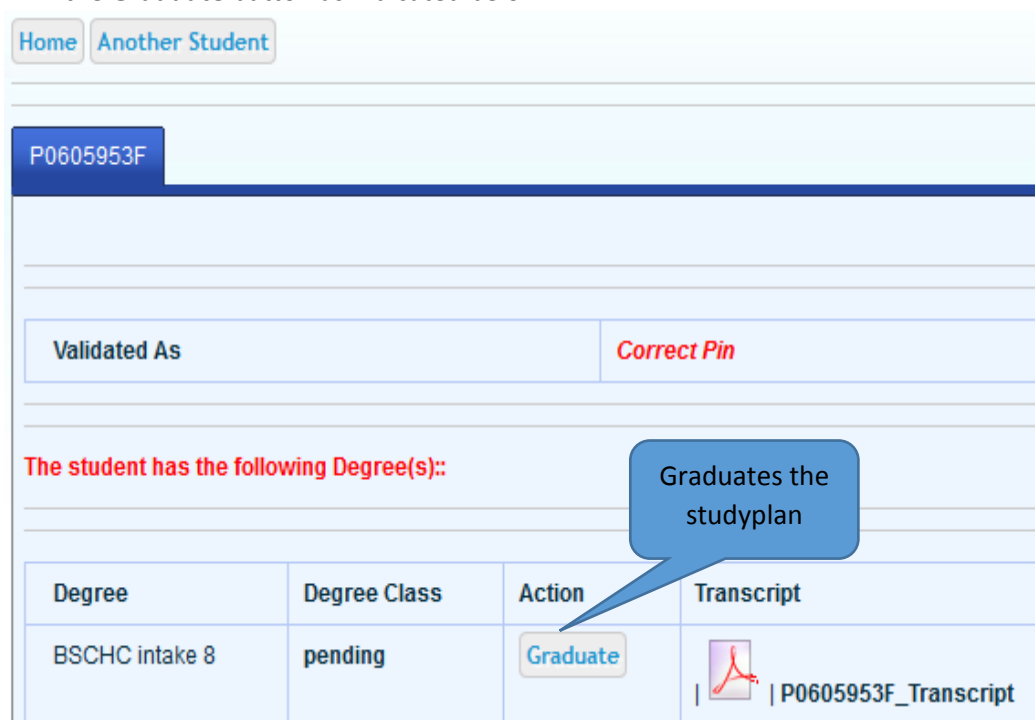 Home Another Student
P0605953F
Validated As Correct Pin
The student has the following Degree(s)::
Graduates the
studyplan
Degree Degree Class Action Transcript
BSCHC intake 8 pending Graduate | | P0605953F_Transcript